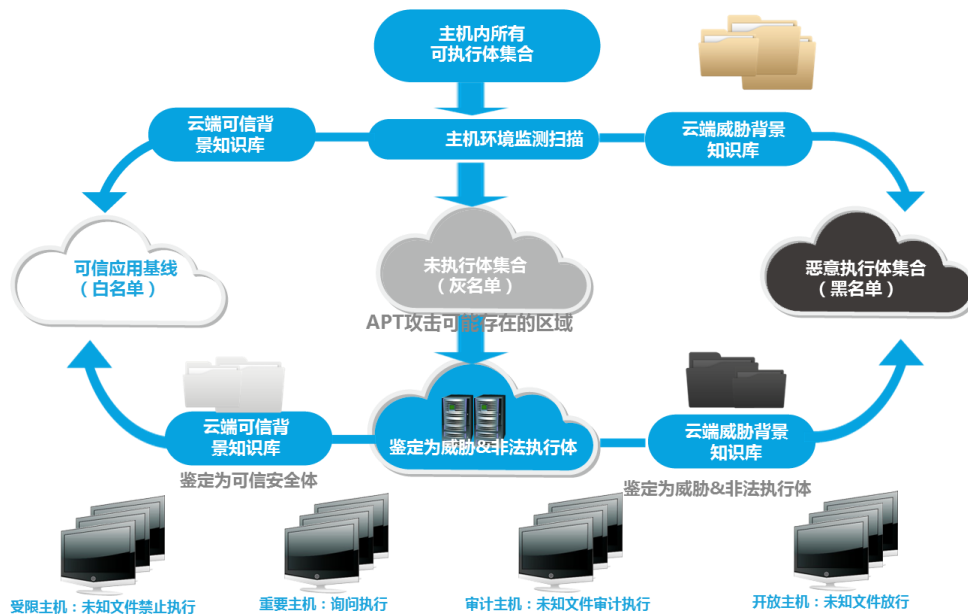 主机内所有
可执行体集合
云端可信背
景知识库
主机环境监测扫描
云端威胁背景
知识库
可信应用基线
（白名单）
未执行体集合
（灰名单）
恶意执行体集合
（黑名单）
APT攻击可能存在的区域
云端可信背
景知识库
鉴定为威胁&非法执行体
云端威胁背景
知识库
鉴定为可信安全体
鉴定为威胁&非法执行体
受限主机：未知文件禁止执行
重要主机：询问执行
审计主机：未知文件审计执行
开放主机：未知文件放行